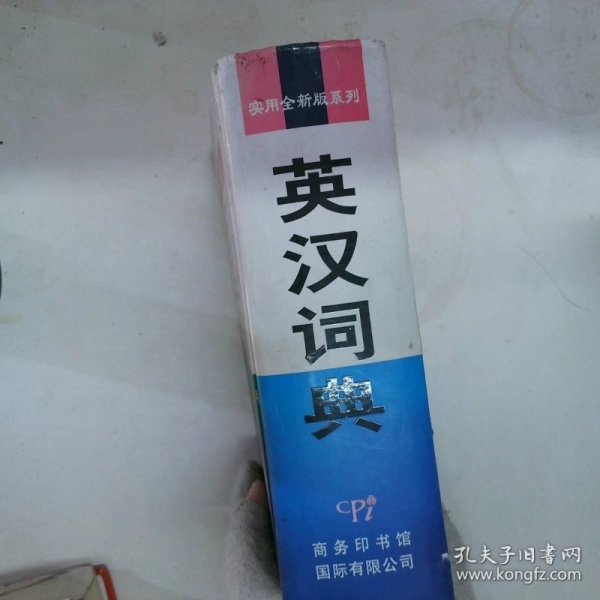 实用全新版系列
英汉词典
CPi
商务印书馆
国际有限公司
孔夫子旧书网
www.kongfz.com